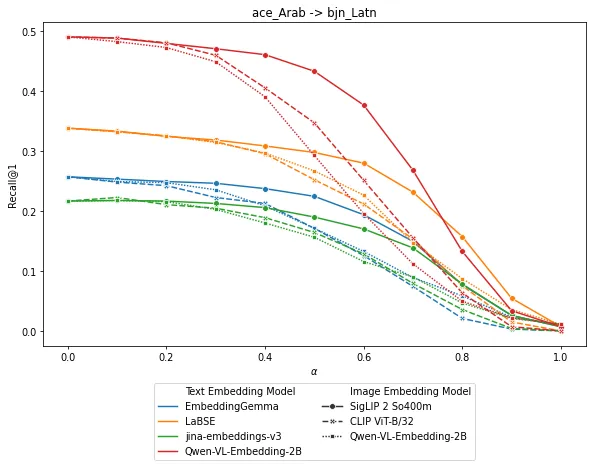 ace_Arab -> bjn_Latn
Recall@1
0.5
0.4
0.3
0.2
0.1
0.0
0.0 0.2 0.4 0.6 0.8 1.0
α
Text Embedding Model Image Embedding Model
EmbeddingGemma SigLIP 2 So400m
LaBSE CLIP ViT-B/32
jina-embeddings-v3 Qwen-VL-Embedding-2B
Qwen-VL-Embedding-2B